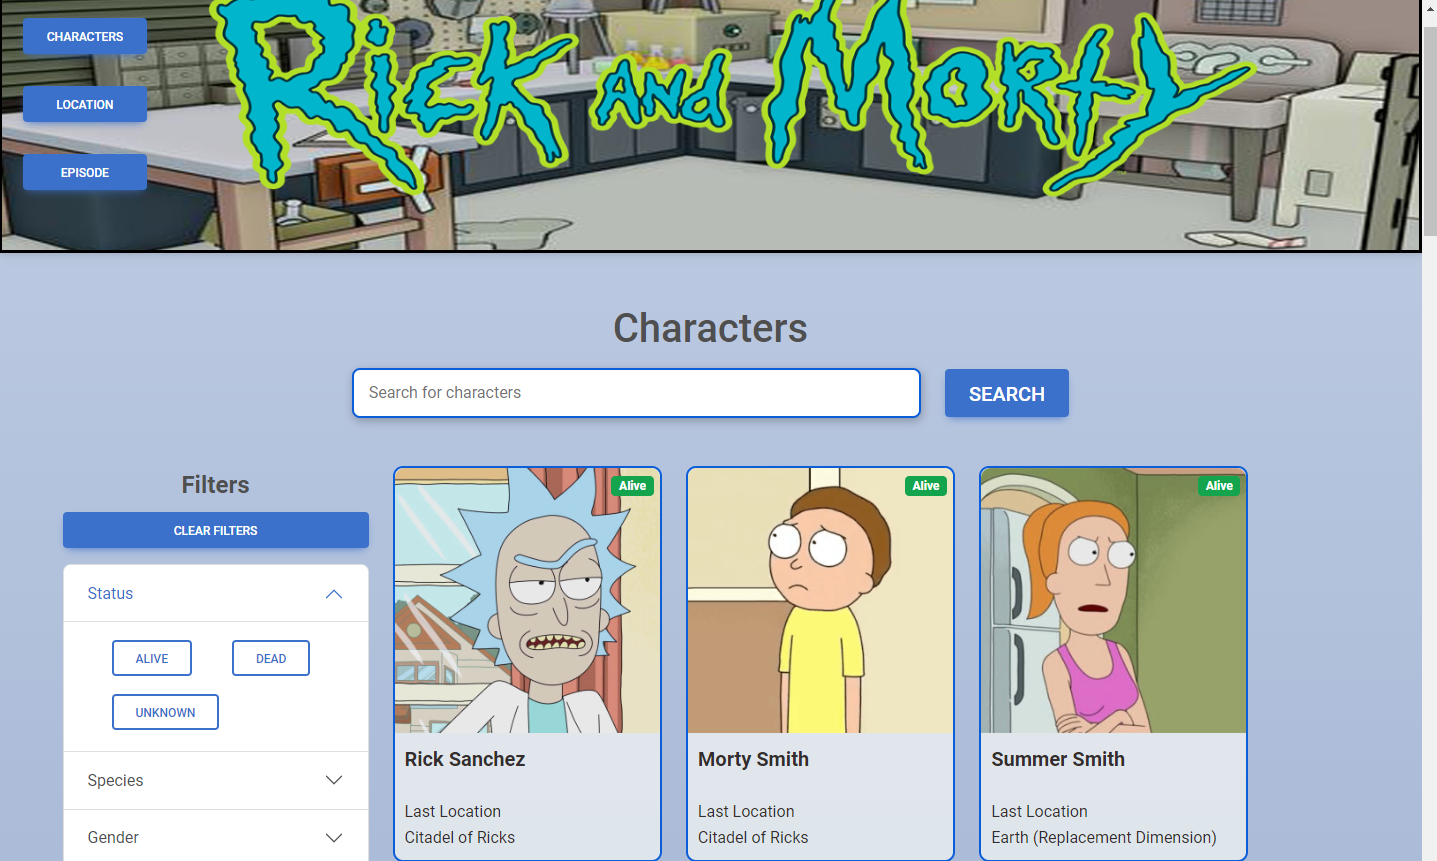 CHARACTERS
LOCATION
EPISODE
Rick and Morty
Characters
Search for characters
SEARCH
Filters
CLEAR FILTERS
Status
ALIVE
DEAD
UNKNOWN
Species
Gender
Alive
Rick Sanchez
Last Location
Citadel of Ricks
Alive
Morty Smith
Last Location
Citadel of Ricks
Alive
Summer Smith
Last Location
Earth (Replacement Dimension)